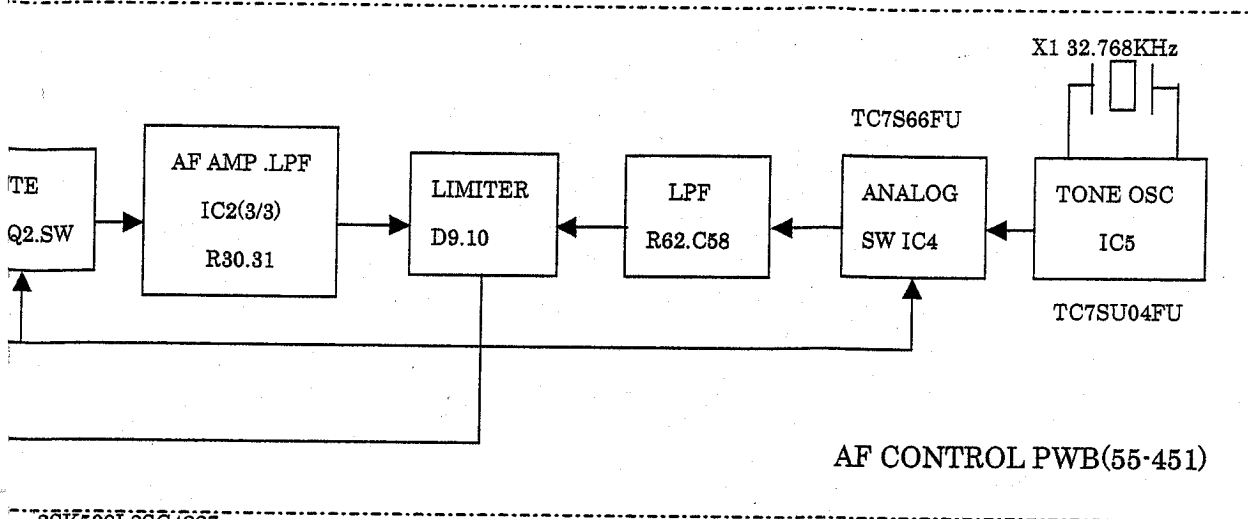 X1 32.768KHz
TC7S66FU
TE
Q2.SW
AF AMP .LPF
IC2(3/3)
R30.31
LIMITER
D9.10
LPF
R62.C58
ANALOG
SW IC4
TONE OSC
IC5
TC7SU04FU
AF CONTROL PWB(55-451)